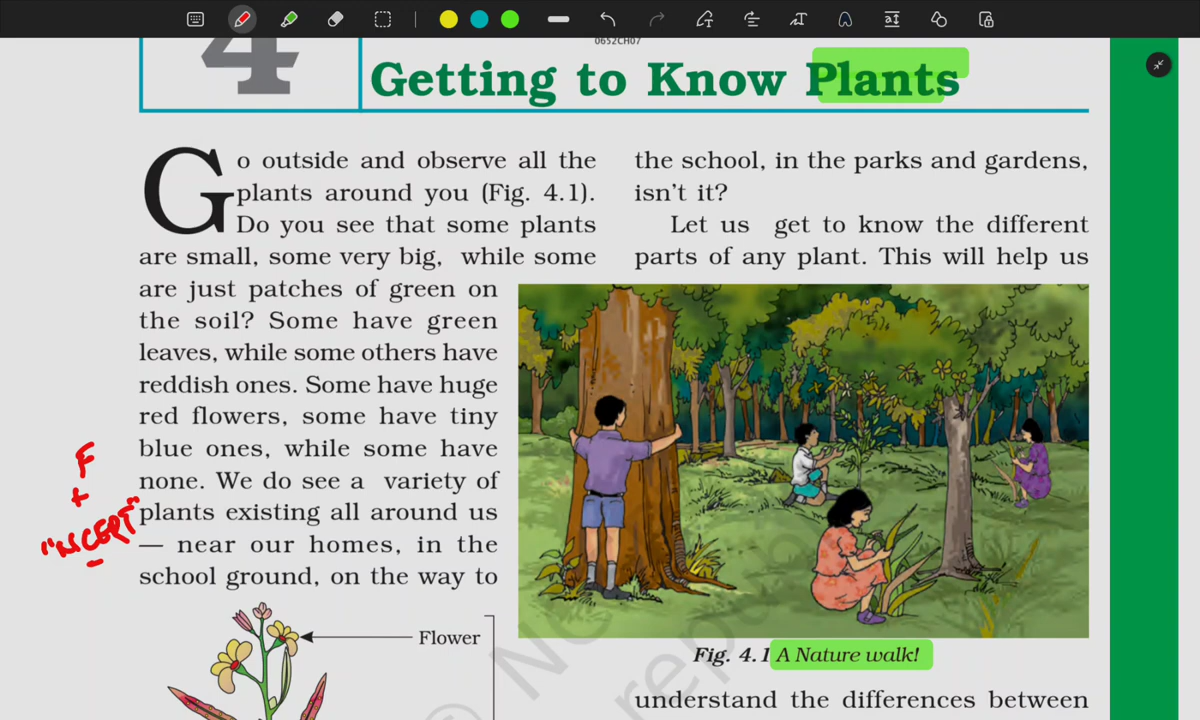 0652CH07
4
Getting to Know Plants
Go outside and observe all the
plants around you (Fig. 4.1).
Do you see that some plants
are small, some very big, while some
are just patches of green on
the soil? Some have green
leaves, while some others have
reddish ones. Some have huge
red flowers, some have tiny
blue ones, while some have
none. We do see a variety of
plants existing all around us
— near our homes, in the
school ground, on the way to
F
+
"NCERT"
Flower
the school, in the parks and gardens,
isn't it?
Let us get to know the different
parts of any plant. This will help us
Fig. 4.1 A Nature walk!
understand the differences between